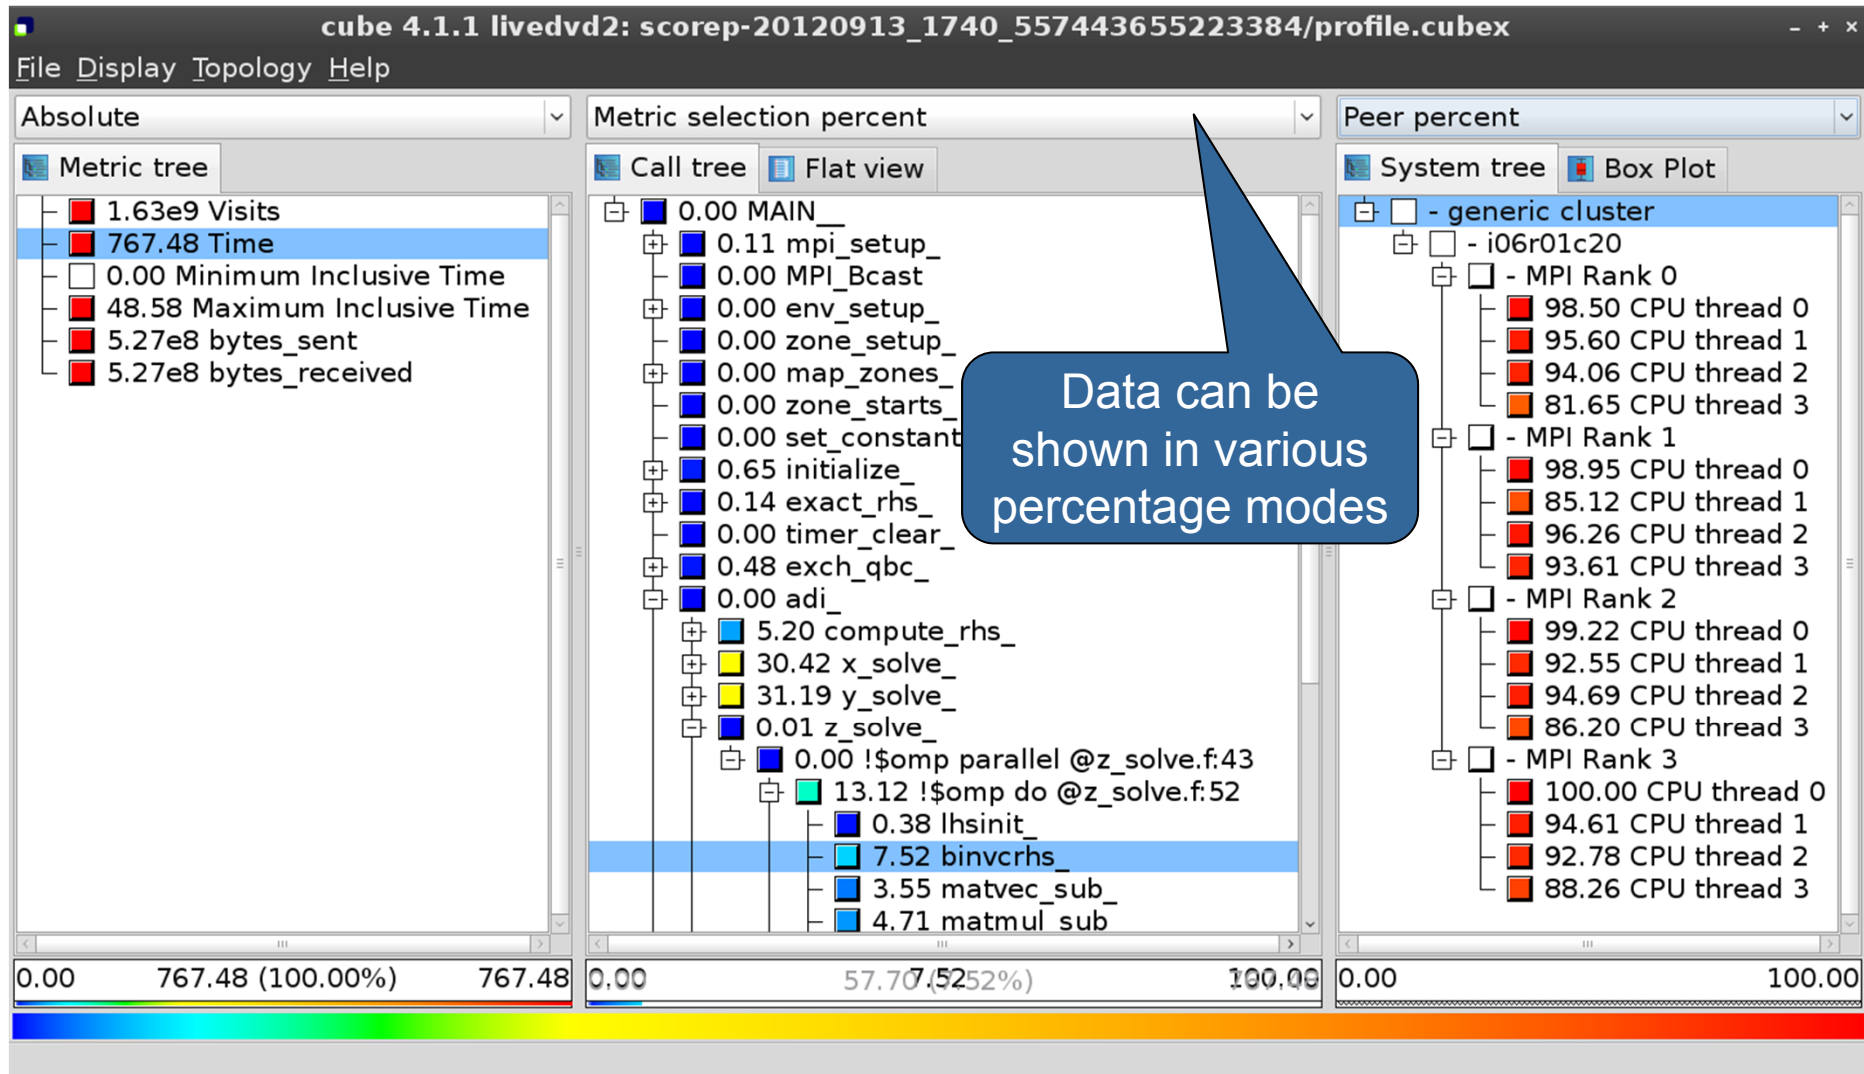 cube 4.1.1 livedvd2: scorep-20120913_1740_557443655223384/profile.cubex
File Display Topology Help
Absolute
Metric tree
1.63e9 Visits
767.48 Time
0.00 Minimum Inclusive Time
48.58 Maximum Inclusive Time
5.27e8 bytes_sent
5.27e8 bytes_received
0.00 767.48 (100.00%) 767.48
Metric selection percent
Call tree Flat view
0.00 MAIN__
0.11 mpi_setup_
0.00 MPI_Bcast
0.00 env_setup_
0.00 zone_setup_
0.00 map_zones_
0.00 zone_starts_
0.00 set_constant
0.65 initialize_
0.14 exact_rhs_
0.00 timer_clear_
0.48 exch_qbc_
0.00 adi_
5.20 compute_rhs_
30.42 x_solve_
31.19 y_solve_
0.01 z_solve_
0.00 !$omp parallel @z_solve.f:43
13.12 !$omp do @z_solve.f:52
0.38 lhsinit_
7.52 binvcrhs_
3.55 matvec_sub_
4.71 matmul_sub
0.00 7.52 100.00
Data can be
shown in various
percentage modes
Peer percent
System tree Box Plot
- generic cluster
- i06r01c20
- MPI Rank 0
98.50 CPU thread 0
95.60 CPU thread 1
94.06 CPU thread 2
81.65 CPU thread 3
- MPI Rank 1
98.95 CPU thread 0
85.12 CPU thread 1
96.26 CPU thread 2
93.61 CPU thread 3
- MPI Rank 2
99.22 CPU thread 0
92.55 CPU thread 1
94.69 CPU thread 2
86.20 CPU thread 3
- MPI Rank 3
100.00 CPU thread 0
94.61 CPU thread 1
92.78 CPU thread 2
88.26 CPU thread 3
0.00 100.00